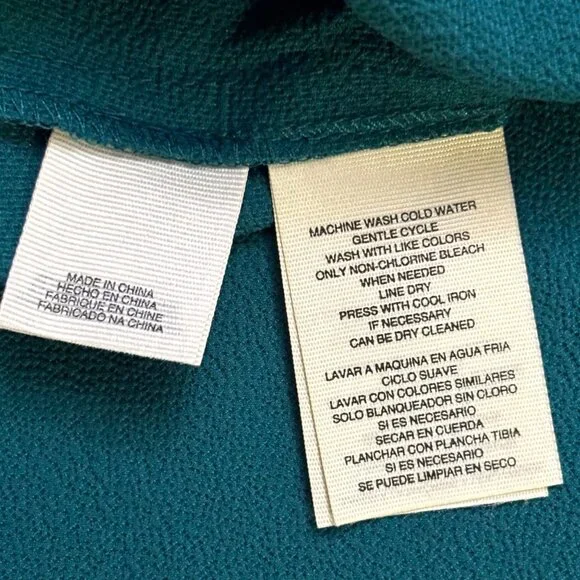 MADE IN CHINA
HECHO EN CHINA
FABRIQUE EN CHINE
FABRICADO NA CHINA
MACHINE WASH COLD WATER
GENTLE CYCLE
WASH WITH LIKE COLORS
ONLY NON-CHLORINE BLEACH
WHEN NEEDED
LINE DRY
PRESS WITH COOL IRON
IF NECESSARY
CAN BE DRY CLEANED
LAVAR A MAQUINA EN AGUA FRIA
CICLO SUAVE
LAVAR CON COLORES SIMILARES
SOLO BLANQUEADOR SIN CLORO
SI ES NECESARIO
SECAR EN CUERDA
PLANCHAR CON PLANCHA TIBIA
SI ES NECESARIO
SE PUEDE LIMPIAR EN SECO